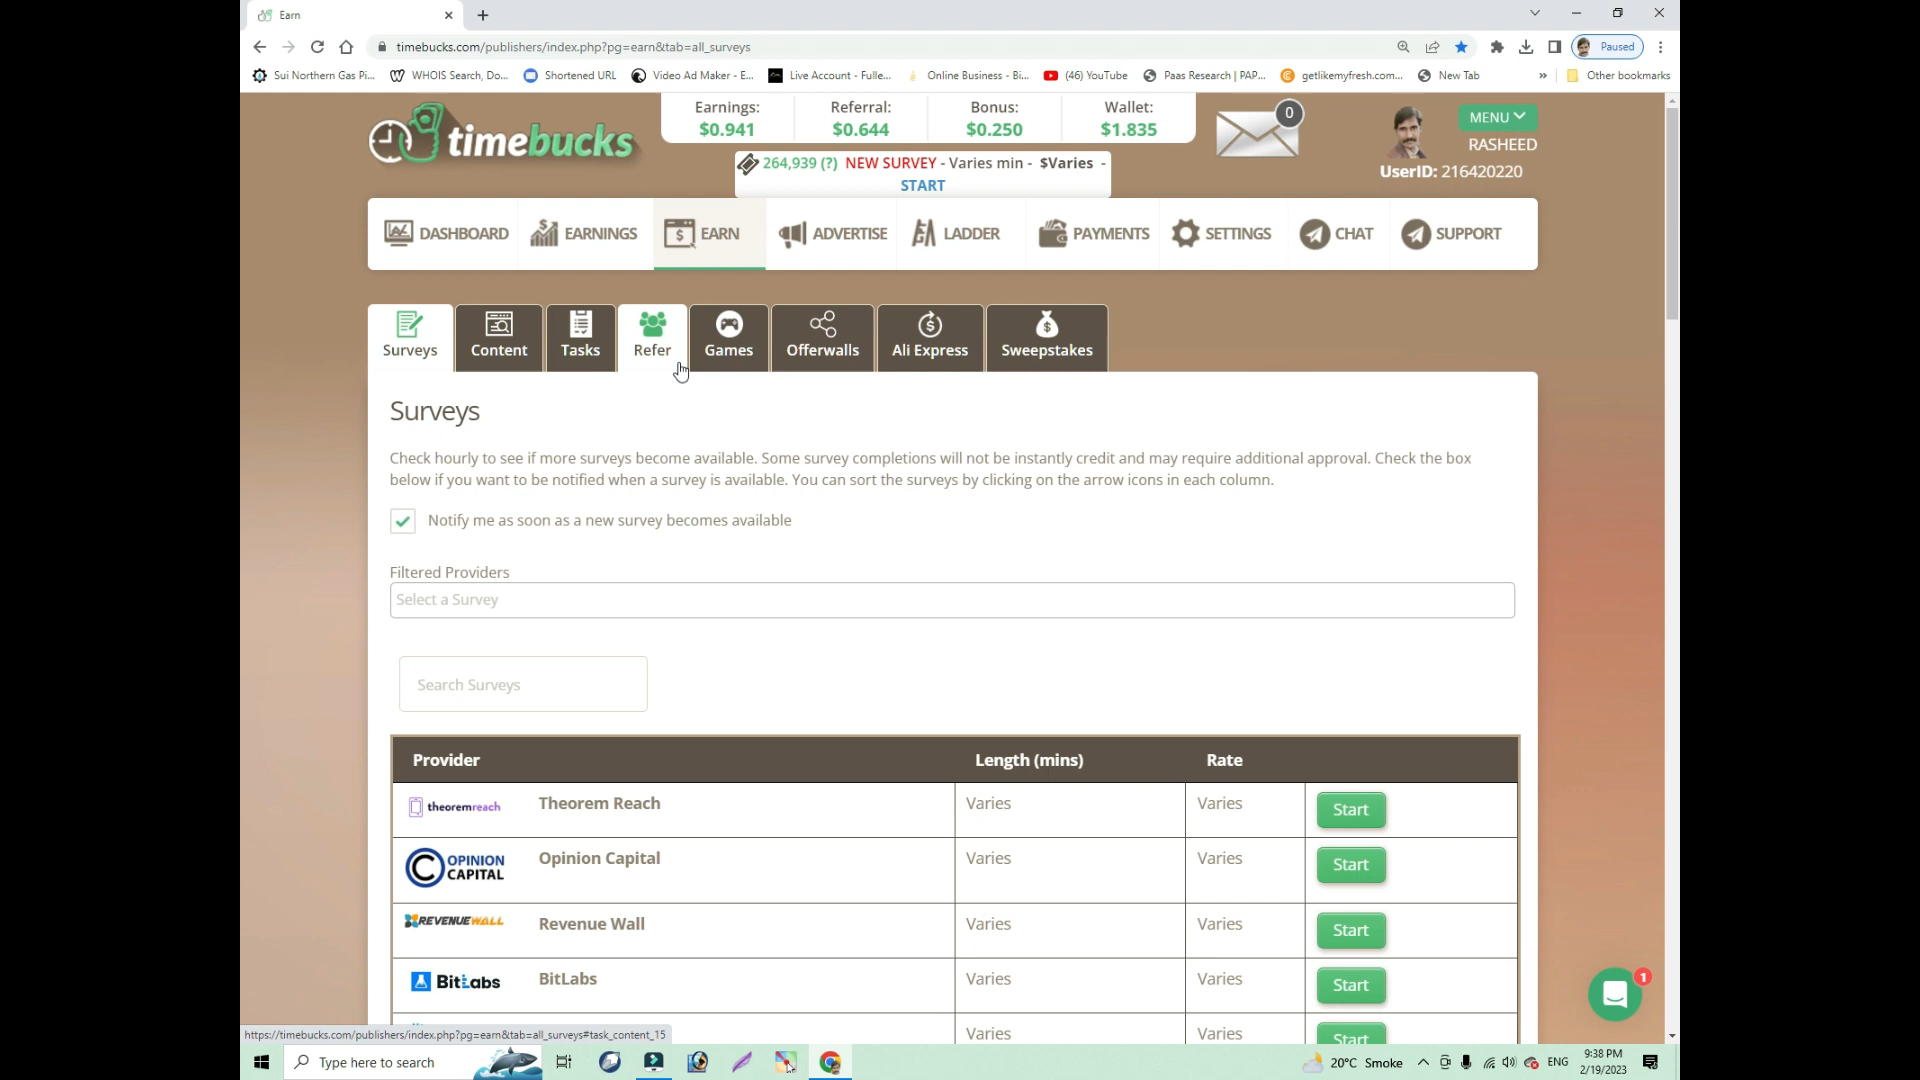 Earn
timebucks.com/publishers/index.php?pg=earn&tab=all_surveys
Paused
Sui Northern Gas Pi...
WHOIS Search, Do...
Shortened URL
Video Ad Maker - E...
Live Account - Fulle...
Online Business - Bi...
(46) YouTube
Paas Research | PAP...
getlikemyfresh.com...
New Tab
»
Other bookmarks
timebucks
Earnings: Referral: Bonus: Wallet:
$0.941 $0.644 $0.250 $1.835
0
MENU
RASHEED
UserID: 216420220
264,939 (?) NEW SURVEY - Varies min - $Varies -
START
DASHBOARD EARNINGS EARN ADVERTISE LADDER PAYMENTS SETTINGS CHAT SUPPORT
Surveys Content Tasks Refer Games Offerwalls Ali Express Sweepstakes
Surveys
Check hourly to see if more surveys become available. Some survey completions will not be instantly credit and may require additional approval. Check the box
below if you want to be notified when a survey is available. You can sort the surveys by clicking on the arrow icons in each column.
Notify me as soon as a new survey becomes available
Filtered Providers
Select a Survey
Search Surveys
Provider Length (mins) Rate
theoremreach Theorem Reach Varies Varies Start
OPINION CAPITAL Opinion Capital Varies Varies Start
REVENUEWALL Revenue Wall Varies Varies Start
BitLabs BitLabs Varies Varies Start
Varies Varies Start
1
https://timebucks.com/publishers/index.php?pg=earn&tab=all_surveys#task_content_15
Type here to search
20°C Smoke
ENG
9:38 PM
2/19/2023